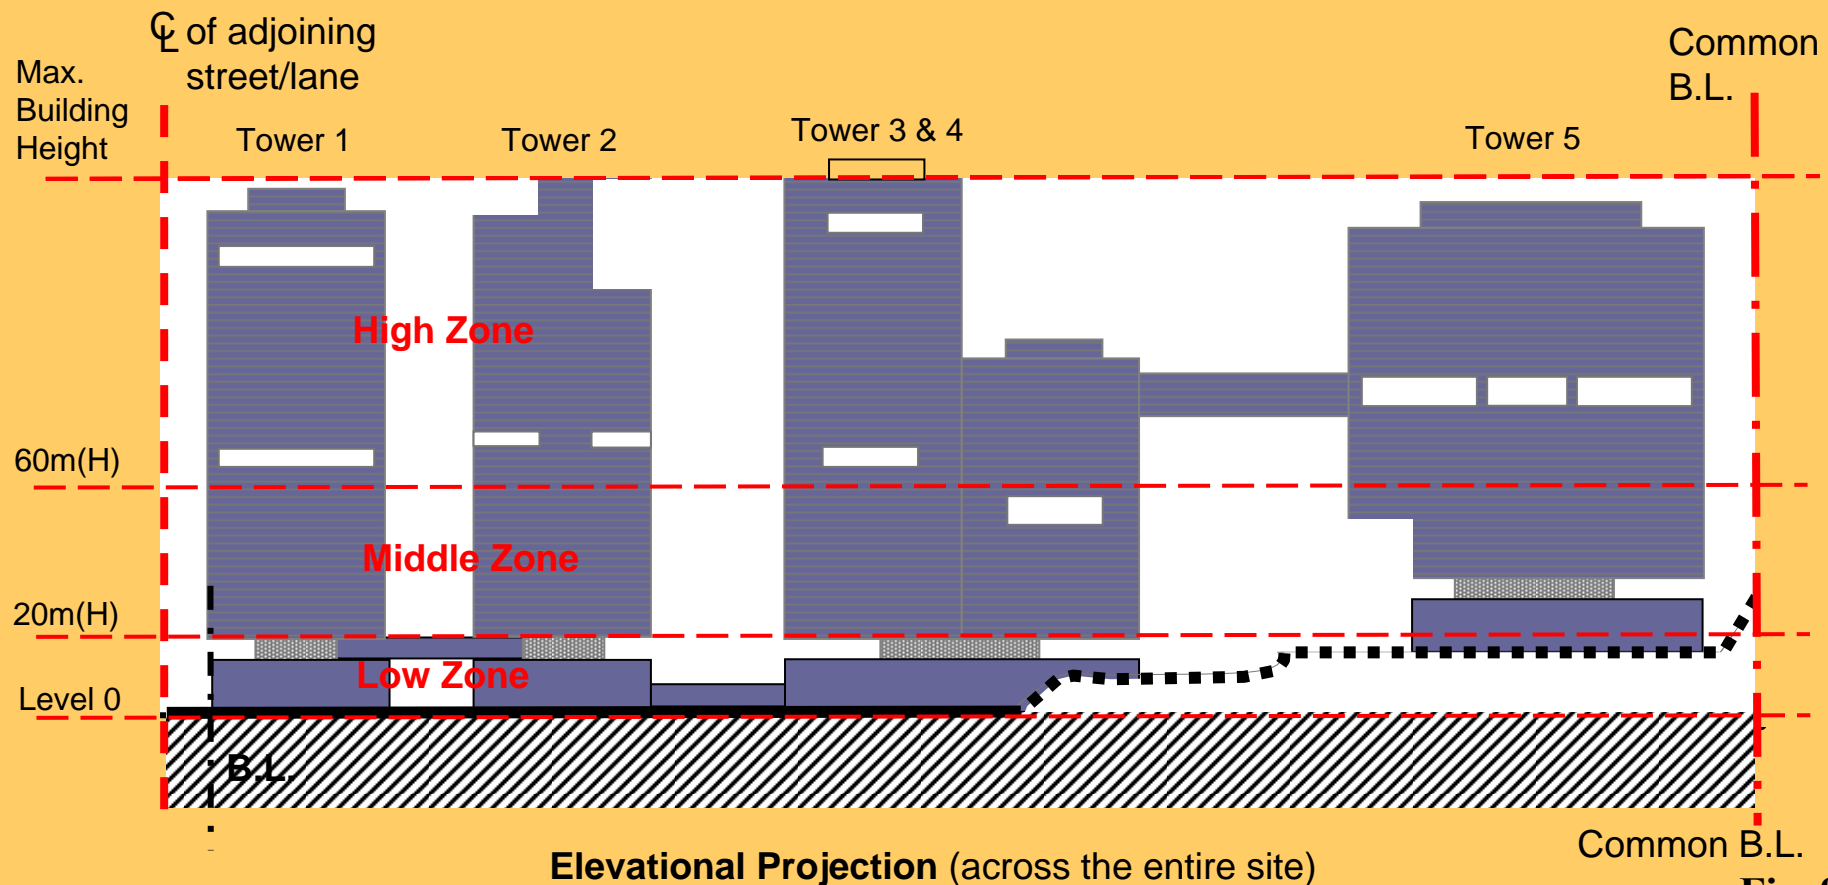 ℄ of adjoining
street/lane
Common
B.L.
Max.
Building
Height
Tower 1
Tower 2
Tower 3 & 4
Tower 5
High Zone
60m(H)
Middle Zone
20m(H)
Low Zone
Level 0
B.L.
Common B.L.
Elevational Projection (across the entire site)